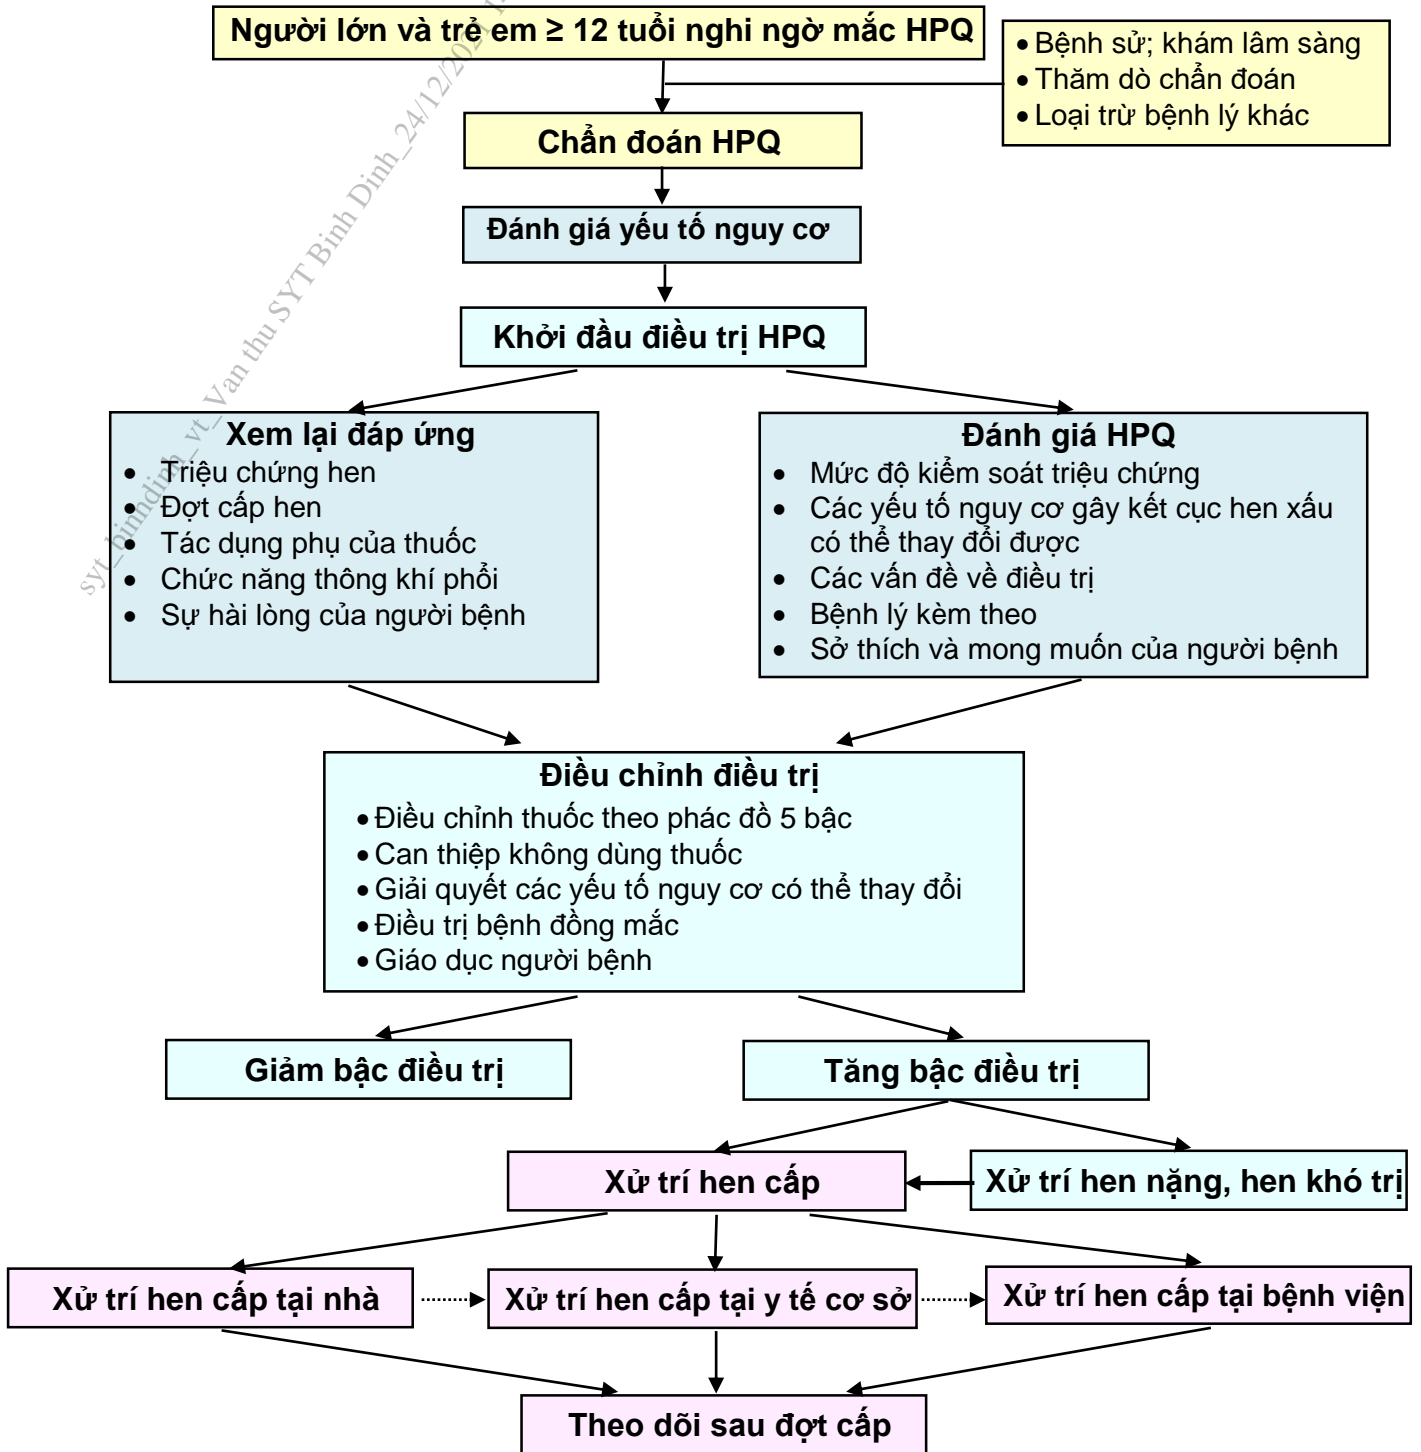 Người lớn và trẻ em ≥ 12 tuổi nghi ngờ mắc HPQ
• Bệnh sử; khám lâm sàng
• Thăm dò chẩn đoán
• Loại trừ bệnh lý khác
Chẩn đoán HPQ
Đánh giá yếu tố nguy cơ
Khởi đầu điều trị HPQ
Xem lại đáp ứng
• Triệu chứng hen
• Đợt cấp hen
• Tác dụng phụ của thuốc
• Chức năng thông khí phổi
• Sự hài lòng của người bệnh
Đánh giá HPQ
• Mức độ kiểm soát triệu chứng
• Các yếu tố nguy cơ gây kết cục hen xấu
có thể thay đổi được
• Các vấn đề về điều trị
• Bệnh lý kèm theo
• Sở thích và mong muốn của người bệnh
Điều chỉnh điều trị
• Điều chỉnh thuốc theo phác đồ 5 bậc
• Can thiệp không dùng thuốc
• Giải quyết các yếu tố nguy cơ có thể thay đổi
• Điều trị bệnh đồng mắc
• Giáo dục người bệnh
Giảm bậc điều trị
Tăng bậc điều trị
Xử trí hen cấp
Xử trí hen nặng, hen khó trị
Xử trí hen cấp tại nhà
Xử trí hen cấp tại y tế cơ sở
Xử trí hen cấp tại bệnh viện
Theo dõi sau đợt cấp
syt_binhdinh_vt_Van thu SYT Binh Dinh_24/12/2021